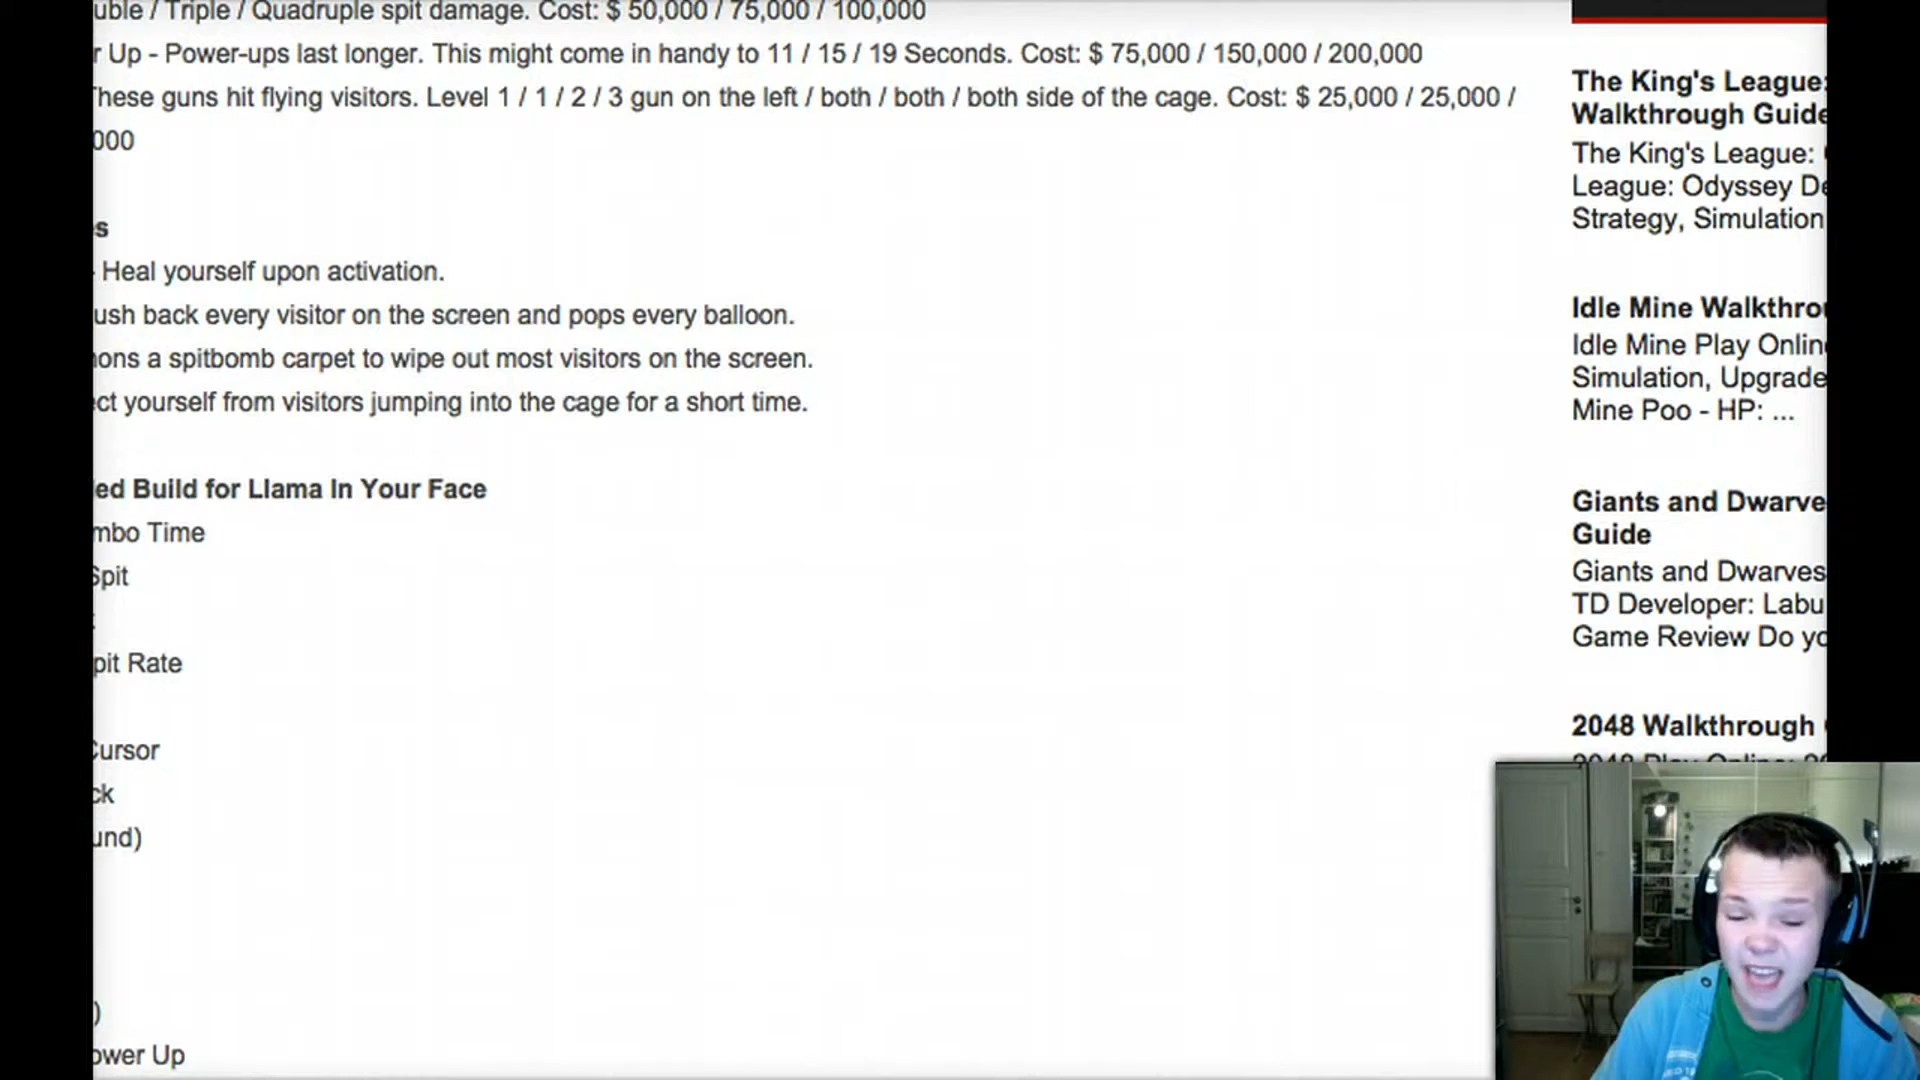 uble / Triple / Quadruple spit damage. Cost: $ 50,000 / 75,000 / 100,000
r Up - Power-ups last longer. This might come in handy to 11 / 15 / 19 Seconds. Cost: $ 75,000 / 150,000 / 200,000
These guns hit flying visitors. Level 1 / 1 / 2 / 3 gun on the left / both / both / both side of the cage. Cost: $ 25,000 / 25,000 /
000
s
- Heal yourself upon activation.
ush back every visitor on the screen and pops every balloon.
ons a spitbomb carpet to wipe out most visitors on the screen.
ect yourself from visitors jumping into the cage for a short time.
ed Build for Llama In Your Face
mbo Time
Spit
pit Rate
Cursor
ck
und)
)
ower Up
The King's League:
Walkthrough Guide
The King's League:
League: Odyssey De
Strategy, Simulation
Idle Mine Walkthro
Idle Mine Play Onlin
Simulation, Upgrade
Mine Poo - HP: ...
Giants and Dwarve
Guide
Giants and Dwarves
TD Developer: Labu
Game Review Do yo
2048 Walkthrough
2048 Play Online: 20